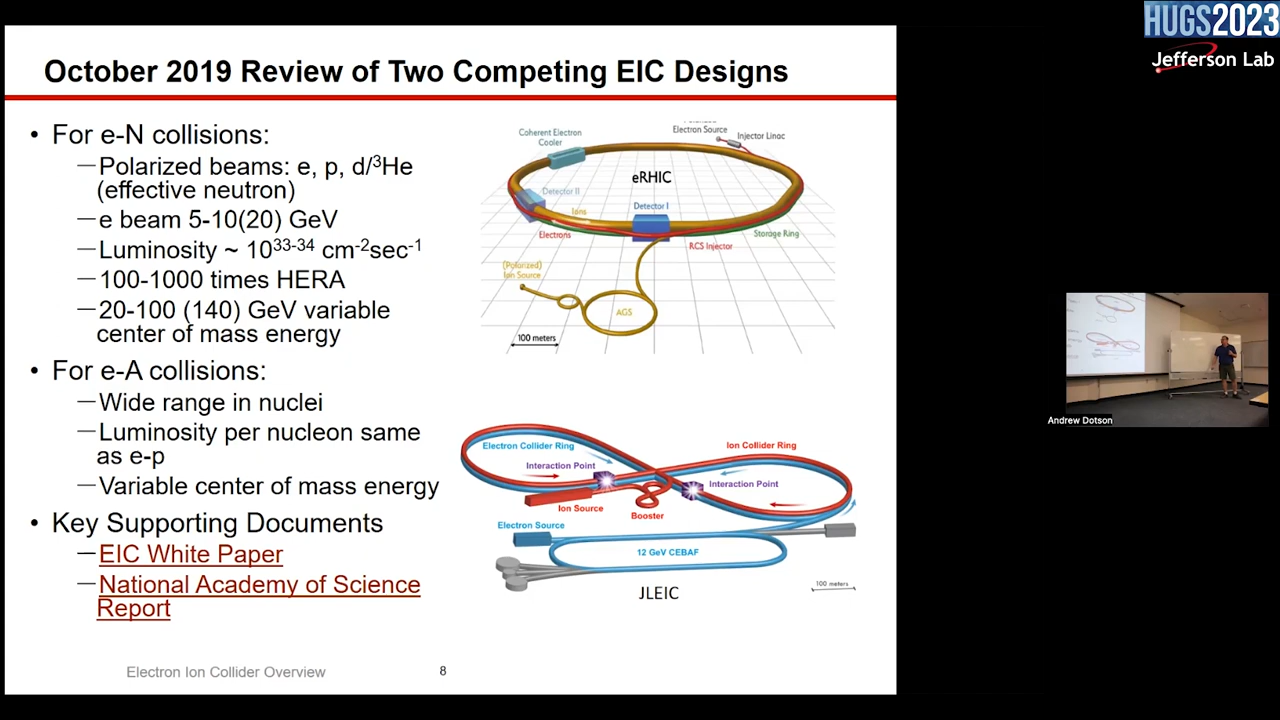 HUGS2023
Jefferson Lab
October 2019 Review of Two Competing EIC Designs
• For e-N collisions:
—Polarized beams: e, p, d/³He
(effective neutron)
—e beam 5-10(20) GeV
—Luminosity ~ 10³³⁻³⁴ cm⁻²sec⁻¹
—100-1000 times HERA
—20-100 (140) GeV variable
center of mass energy
• For e-A collisions:
—Wide range in nuclei
—Luminosity per nucleon same
as e-p
—Variable center of mass energy
• Key Supporting Documents
—EIC White Paper
—National Academy of Science
Report
Electron Source
Injector Linac
Coherent Electron
Cooler
eRHIC
Detector II
Detector I
Ions
Electrons
Storage Ring
RCS Injector
(Polarized)
Ion Source
AGS
100 meters
Electron Collider Ring
Ion Collider Ring
Interaction Point
Interaction Point
Ion Source
Booster
Electron Source
12 GeV CEBAF
100 meters
JLEIC
Electron Ion Collider Overview
8
Andrew Dotson